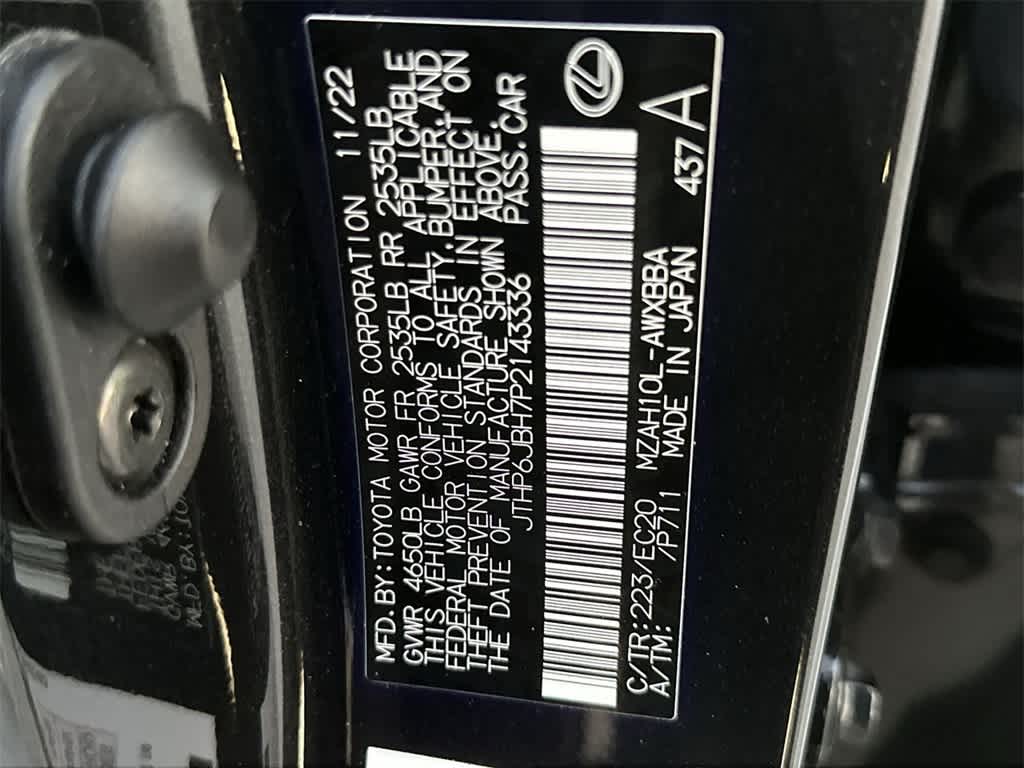 MFD.BY:TOYOTA MOTOR CORPORATION 11/22
GVWR 4650LB GAWR FR 2535LB RR 2535LB
THIS VEHICLE CONFORMS TO ALL APPLICABLE
FEDERAL MOTOR VEHICLE SAFETY,BUMPER,AND
THEFT PREVENTION STANDARDS IN EFFECT ON
THE DATE OF MANUFACTURE SHOWN ABOVE.
JTHP6JBH7P2143336 PASS.CAR
C/TR:223/EC20 MZAH10L-AWXBBA 437A
A/TM: /P711 MADE IN JAPAN